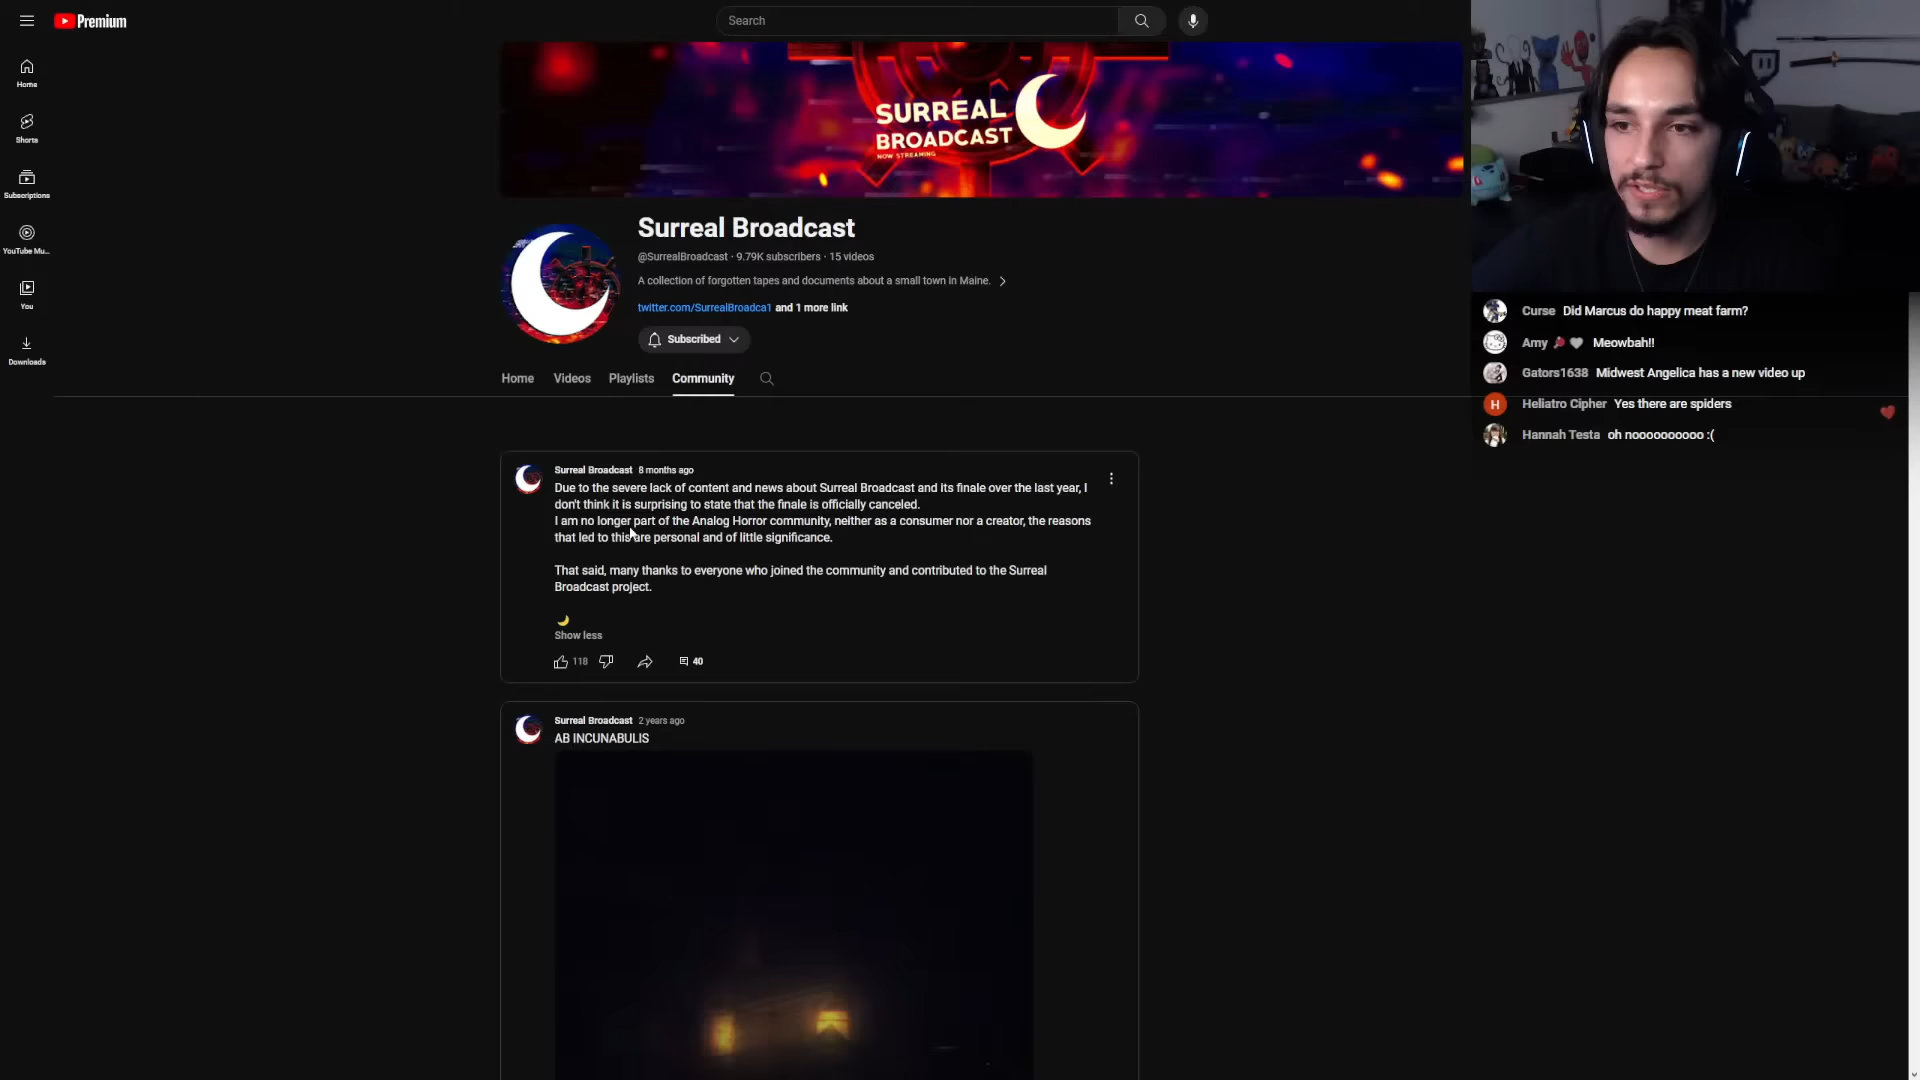 Premium
Search
Home
Shorts
Subscriptions
YouTube Mu...
You
Downloads
SURREAL
BROADCAST
NOW STREAMING
Surreal Broadcast
@SurrealBroadcast · 9.79K subscribers · 15 videos
A collection of forgotten tapes and documents about a small town in Maine.
twitter.com/SurrealBroadca1 and 1 more link
Subscribed
Home Videos Playlists Community
Surreal Broadcast 8 months ago
Due to the severe lack of content and news about Surreal Broadcast and its finale over the last year, I
don't think it is surprising to state that the finale is officially canceled.
I am no longer part of the Analog Horror community, neither as a consumer nor a creator, the reasons
that led to this are personal and of little significance.
That said, many thanks to everyone who joined the community and contributed to the Surreal
Broadcast project.
🌙
Show less
118 40
Surreal Broadcast 2 years ago
AB INCUNABULIS
Curse Did Marcus do happy meat farm?
Amy Meowbah!!
Gators1638 Midwest Angelica has a new video up
H Heliatro Cipher Yes there are spiders
Hannah Testa oh noooooooooo :(